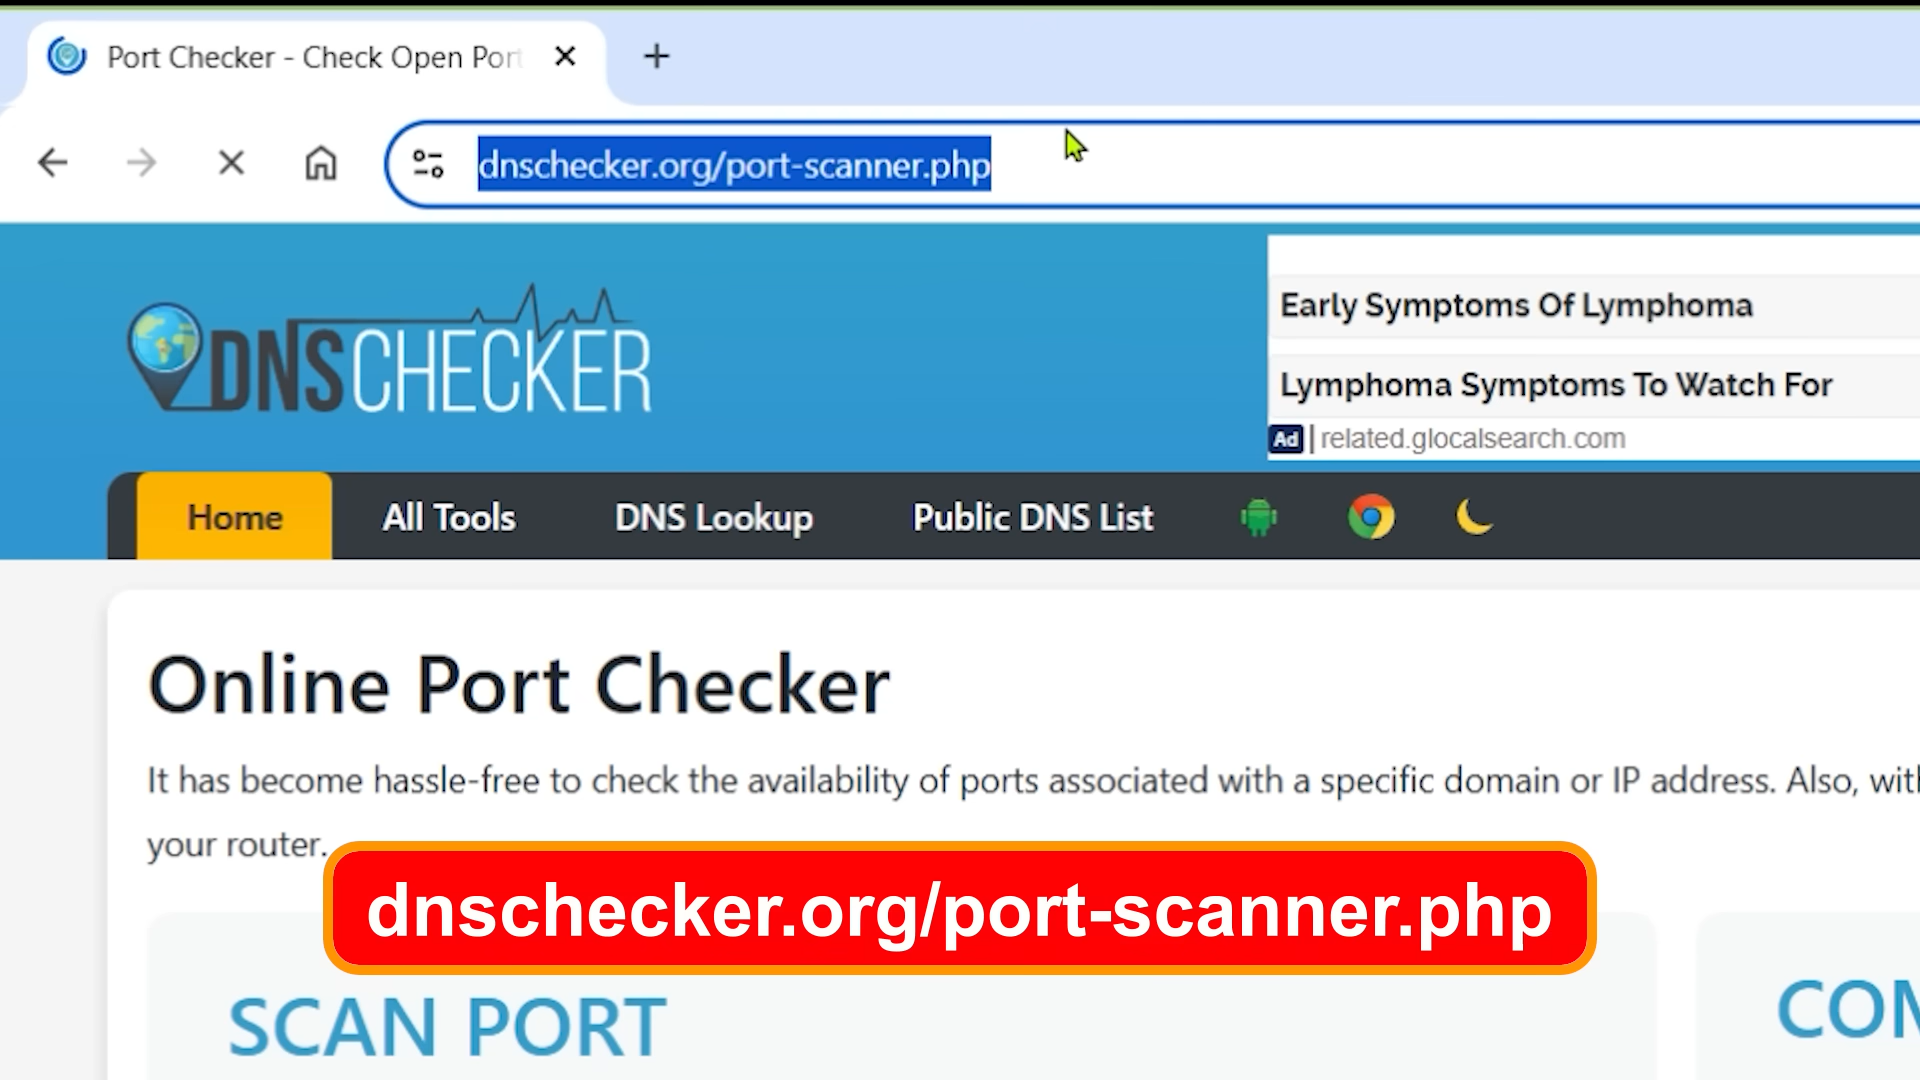 Port Checker - Check Open Port
dnschecker.org/port-scanner.php
DNSCHECKER
Early Symptoms Of Lymphoma
Lymphoma Symptoms To Watch For
Ad | related.glocalsearch.com
Home
All Tools
DNS Lookup
Public DNS List
Online Port Checker
It has become hassle-free to check the availability of ports associated with a specific domain or IP address. Also, with
your router.
dnschecker.org/port-scanner.php
SCAN PORT
COM